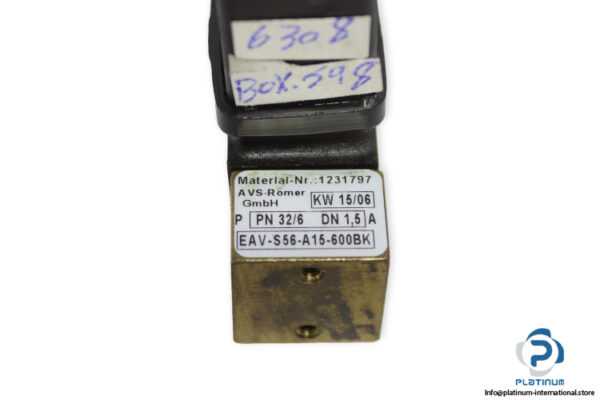 6308
BOX-598
Material-Nr.:1231797
AVS-Römer GmbH
KW 15/06
P PN 32/6 DN 1,5 A
EAV-S56-A15-600BK
PLATINUM
Info@platinum-international.store